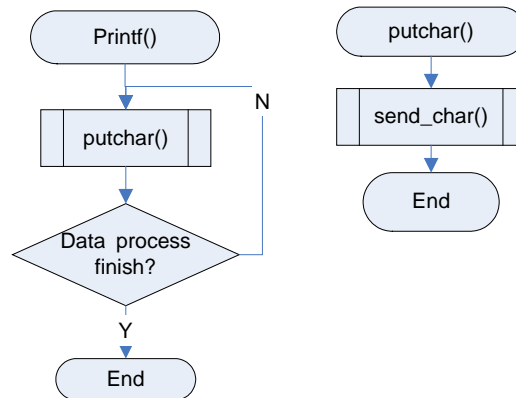 Printf()
N
putchar()
Data process
finish?
Y
End
putchar()
send_char()
End